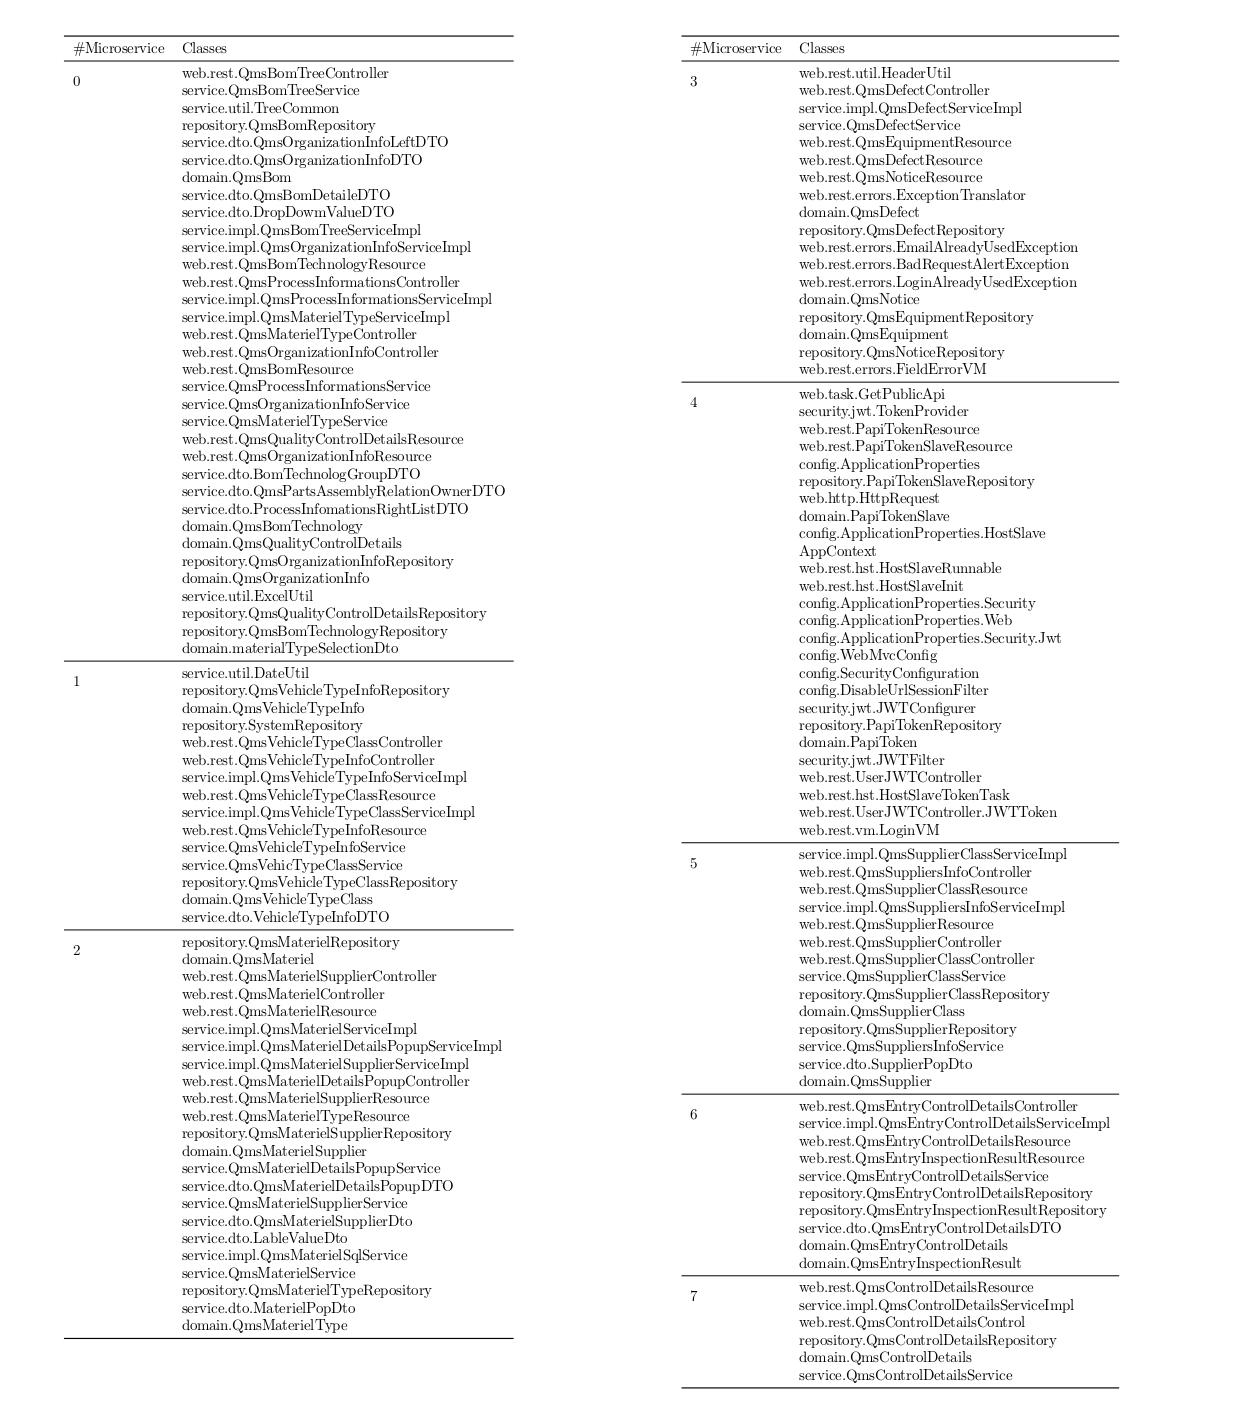 #Microservice Classes
0
web.rest.QmsBomTreeController
service.QmsBomTreeService
service.util.TreeCommon
repository.QmsBomRepository
service.dto.QmsOrganizationInfoLeftDTO
service.dto.QmsOrganizationInfoDTO
domain.QmsBom
service.dto.QmsBomDetaileDTO
service.dto.DropDowmValueDTO
service.impl.QmsBomTreeServiceImpl
service.impl.QmsOrganizationInfoServiceImpl
web.rest.QmsBomTechnologyResource
web.rest.QmsProcessInformationsController
service.impl.QmsProcessInformationsServiceImpl
service.impl.QmsMaterielTypeServiceImpl
web.rest.QmsMaterielTypeController
web.rest.QmsOrganizationInfoController
web.rest.QmsBomResource
service.QmsProcessInformationsService
service.QmsOrganizationInfoService
service.QmsMaterielTypeService
web.rest.QmsQualityControlDetailsResource
web.rest.QmsOrganizationInfoResource
service.dto.BomTechnologGroupDTO
service.dto.QmsPartsAssemblyRelationOwnerDTO
service.dto.ProcessInfomationsRightListDTO
domain.QmsBomTechnology
domain.QmsQualityControlDetails
repository.QmsOrganizationInfoRepository
domain.QmsOrganizationInfo
service.util.ExcelUtil
repository.QmsQualityControlDetailsRepository
repository.QmsBomTechnologyRepository
domain.materialTypeSelectionDto
1
service.util.DateUtil
repository.QmsVehicleTypeInfoRepository
domain.QmsVehicleTypeInfo
repository.SystemRepository
web.rest.QmsVehicleTypeClassController
web.rest.QmsVehicleTypeInfoController
service.impl.QmsVehicleTypeInfoServiceImpl
web.rest.QmsVehicleTypeClassResource
service.impl.QmsVehicleTypeClassServiceImpl
web.rest.QmsVehicleTypeInfoResource
service.QmsVehicleTypeInfoService
service.QmsVehicTypeClassService
repository.QmsVehicleTypeClassRepository
domain.QmsVehicleTypeClass
service.dto.VehicleTypeInfoDTO
2
repository.QmsMaterielRepository
domain.QmsMateriel
web.rest.QmsMaterielSupplierController
web.rest.QmsMaterielController
web.rest.QmsMaterielResource
service.impl.QmsMaterielServiceImpl
service.impl.QmsMaterielDetailsPopupServiceImpl
service.impl.QmsMaterielSupplierServiceImpl
web.rest.QmsMaterielDetailsPopupController
web.rest.QmsMaterielSupplierResource
web.rest.QmsMaterielTypeResource
repository.QmsMaterielSupplierRepository
domain.QmsMaterielSupplier
service.QmsMaterielDetailsPopupService
service.dto.QmsMaterielDetailsPopupDTO
service.QmsMaterielSupplierService
service.dto.QmsMaterielSupplierDto
service.dto.LableValueDto
service.impl.QmsMaterielSqlService
service.QmsMaterielService
repository.QmsMaterielTypeRepository
service.dto.MaterielPopDto
domain.QmsMaterielType
#Microservice Classes
3
web.rest.util.HeaderUtil
web.rest.QmsDefectController
service.impl.QmsDefectServiceImpl
service.QmsDefectService
web.rest.QmsEquipmentResource
web.rest.QmsDefectResource
web.rest.QmsNoticeResource
web.rest.errors.ExceptionTranslator
domain.QmsDefect
repository.QmsDefectRepository
web.rest.errors.EmailAlreadyUsedException
web.rest.errors.BadRequestAlertException
web.rest.errors.LoginAlreadyUsedException
domain.QmsNotice
repository.QmsEquipmentRepository
domain.QmsEquipment
repository.QmsNoticeRepository
web.rest.errors.FieldErrorVM
4
web.task.GetPublicApi
security.jwt.TokenProvider
web.rest.PapiTokenResource
web.rest.PapiTokenSlaveResource
config.ApplicationProperties
repository.PapiTokenSlaveRepository
web.http.HttpRequest
domain.PapiTokenSlave
config.ApplicationProperties.HostSlave
AppContext
web.rest.hst.HostSlaveRunnable
web.rest.hst.HostSlaveInit
config.ApplicationProperties.Security
config.ApplicationProperties.Web
config.ApplicationProperties.Security.Jwt
config.WebMvcConfig
config.SecurityConfiguration
config.DisableUrlSessionFilter
security.jwt.JWTConfigurer
repository.PapiTokenRepository
domain.PapiToken
security.jwt.JWTFilter
web.rest.UserJWTController
web.rest.hst.HostSlaveTokenTask
web.rest.UserJWTController.JWTToken
web.rest.vm.LoginVM
5
service.impl.QmsSupplierClassServiceImpl
web.rest.QmsSuppliersInfoController
web.rest.QmsSupplierClassResource
service.impl.QmsSuppliersInfoServiceImpl
web.rest.QmsSupplierResource
web.rest.QmsSupplierController
web.rest.QmsSupplierClassController
service.QmsSupplierClassService
repository.QmsSupplierClassRepository
domain.QmsSupplierClass
repository.QmsSupplierRepository
service.QmsSuppliersInfoService
service.dto.SupplierPopDto
domain.QmsSupplier
6
web.rest.QmsEntryControlDetailsController
service.impl.QmsEntryControlDetailsServiceImpl
web.rest.QmsEntryControlDetailsResource
web.rest.QmsEntryInspectionResultResource
service.QmsEntryControlDetailsService
repository.QmsEntryControlDetailsRepository
repository.QmsEntryInspectionResultRepository
service.dto.QmsEntryControlDetailsDTO
domain.QmsEntryControlDetails
domain.QmsEntryInspectionResult
7
web.rest.QmsControlDetailsResource
service.impl.QmsControlDetailsServiceImpl
web.rest.QmsControlDetailsControl
repository.QmsControlDetailsRepository
domain.QmsControlDetails
service.QmsControlDetailsService